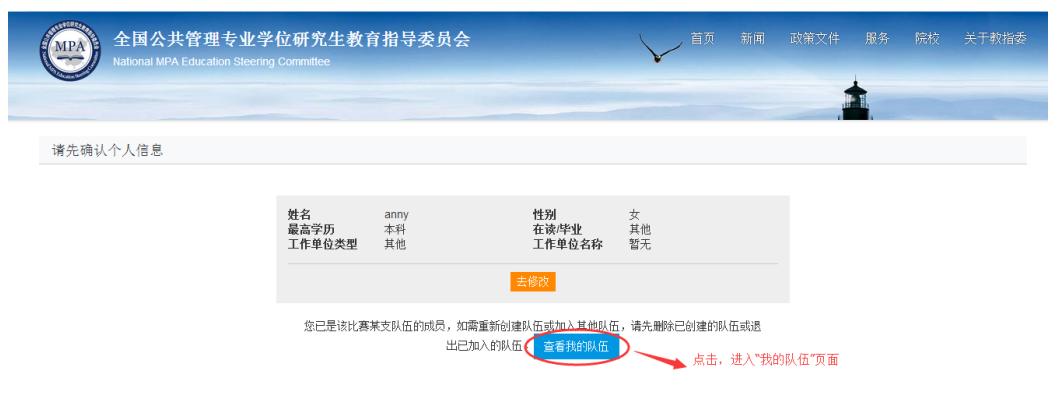 MPA
全国公共管理专业学位研究生教育指导委员会
National MPA Education Steering Committee
首页 新闻 政策文件 服务 院校 关于教指委
请先确认个人信息
姓名 anny 性别 女
最高学历 本科 在读/毕业 其他
工作单位类型 其他 工作单位名称 暂无
去修改
您已是该比赛某支队伍的成员，如需重新创建队伍或加入其他队伍，请先删除已创建的队伍或退
出已加入的队伍， 查看我的队伍
点击，进入“我的队伍”页面